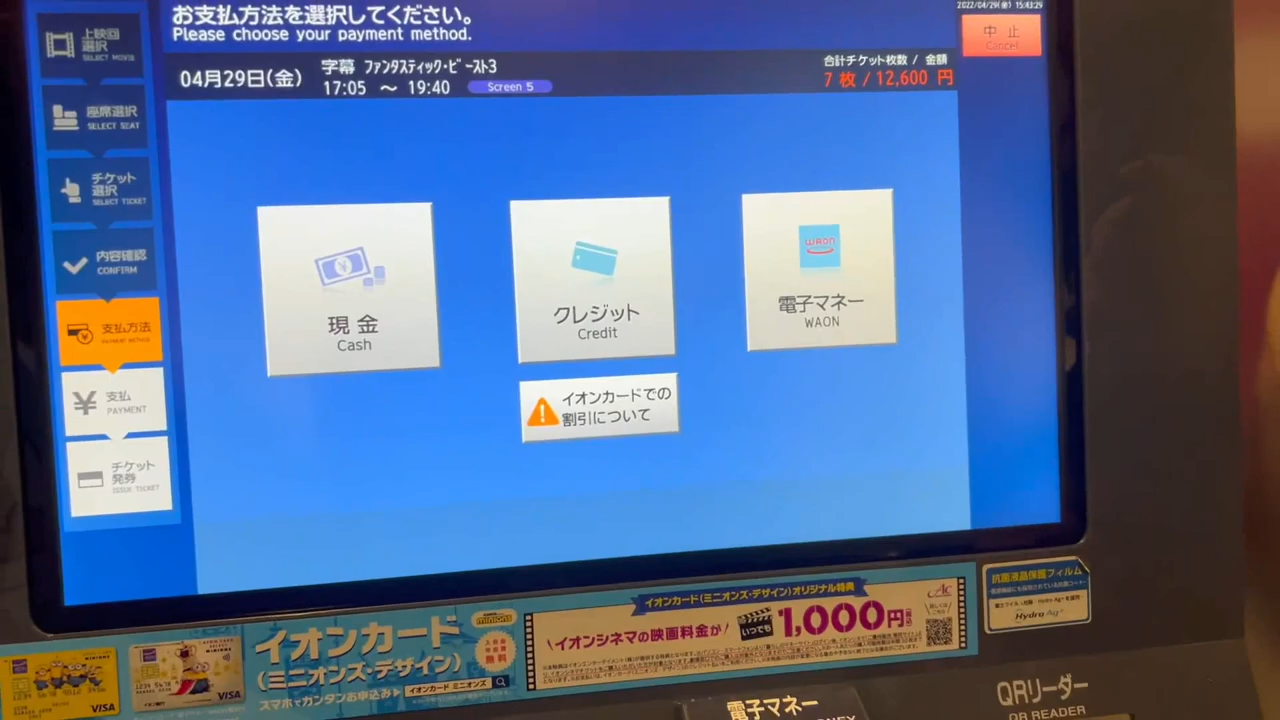 お支払方法を選択してください。
Please choose your payment method.
2022/04/29(金) 15:43:29
中止
Cancel
04月29日(金)
字幕 ファンタスティック・ビースト3
17:05 ～ 19:40
Screen 5
合計チケット枚数 / 金額
7 枚 / 12,600 円
上映回
選択
SELECT MOVIE
座席選択
SELECT SEAT
チケット
選択
SELECT TICKET
内容確認
CONFIRM
支払方法
PAYMENT METHOD
支払
PAYMENT
チケット
発券
ISSUE TICKET
現金
Cash
クレジット
Credit
WAON
電子マネー
WAON
イオンカードでの
割引について
イオンカード
(ミニオンズ・デザイン)
スマホでカンタンお申込み
イオンカード ミニオンズ
minions
入会金
年会費
無料
VISA
VISA
イオンカード(ミニオンズ・デザイン)オリジナル特典
イオンシネマの映画料金が
いつでも
1,000円
抗菌液晶保護フィルム
Hydro Ag+
電子マネー
QRリーダー
QR READER